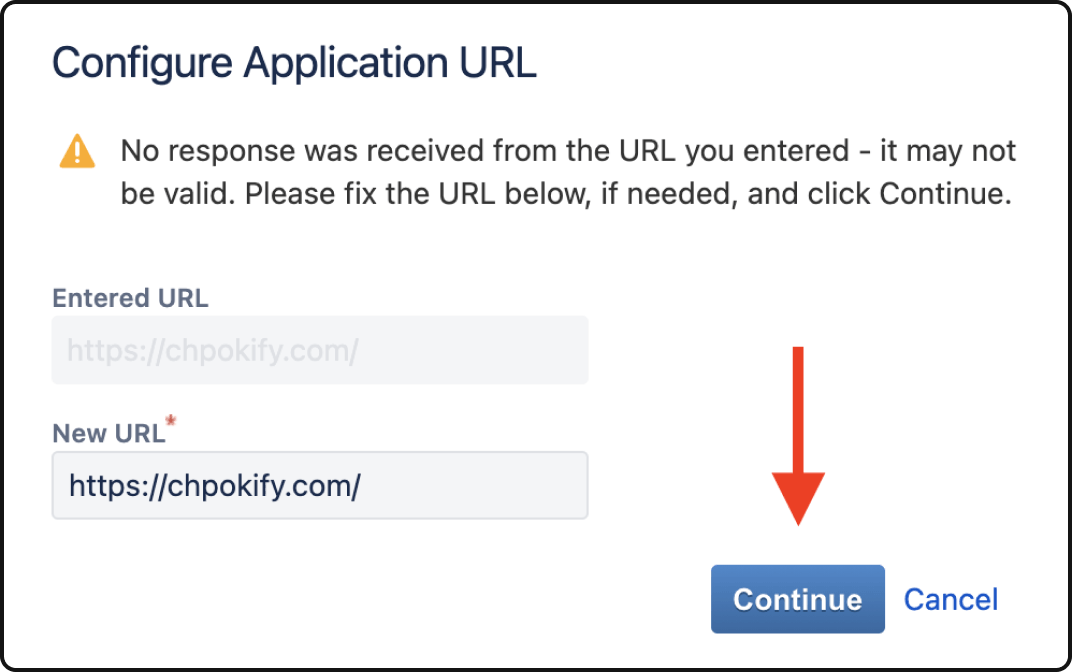 Configure Application URL
No response was received from the URL you entered - it may not
be valid. Please fix the URL below, if needed, and click Continue.
Entered URL
https://chpokify.com/
New URL*
https://chpokify.com/
Continue Cancel